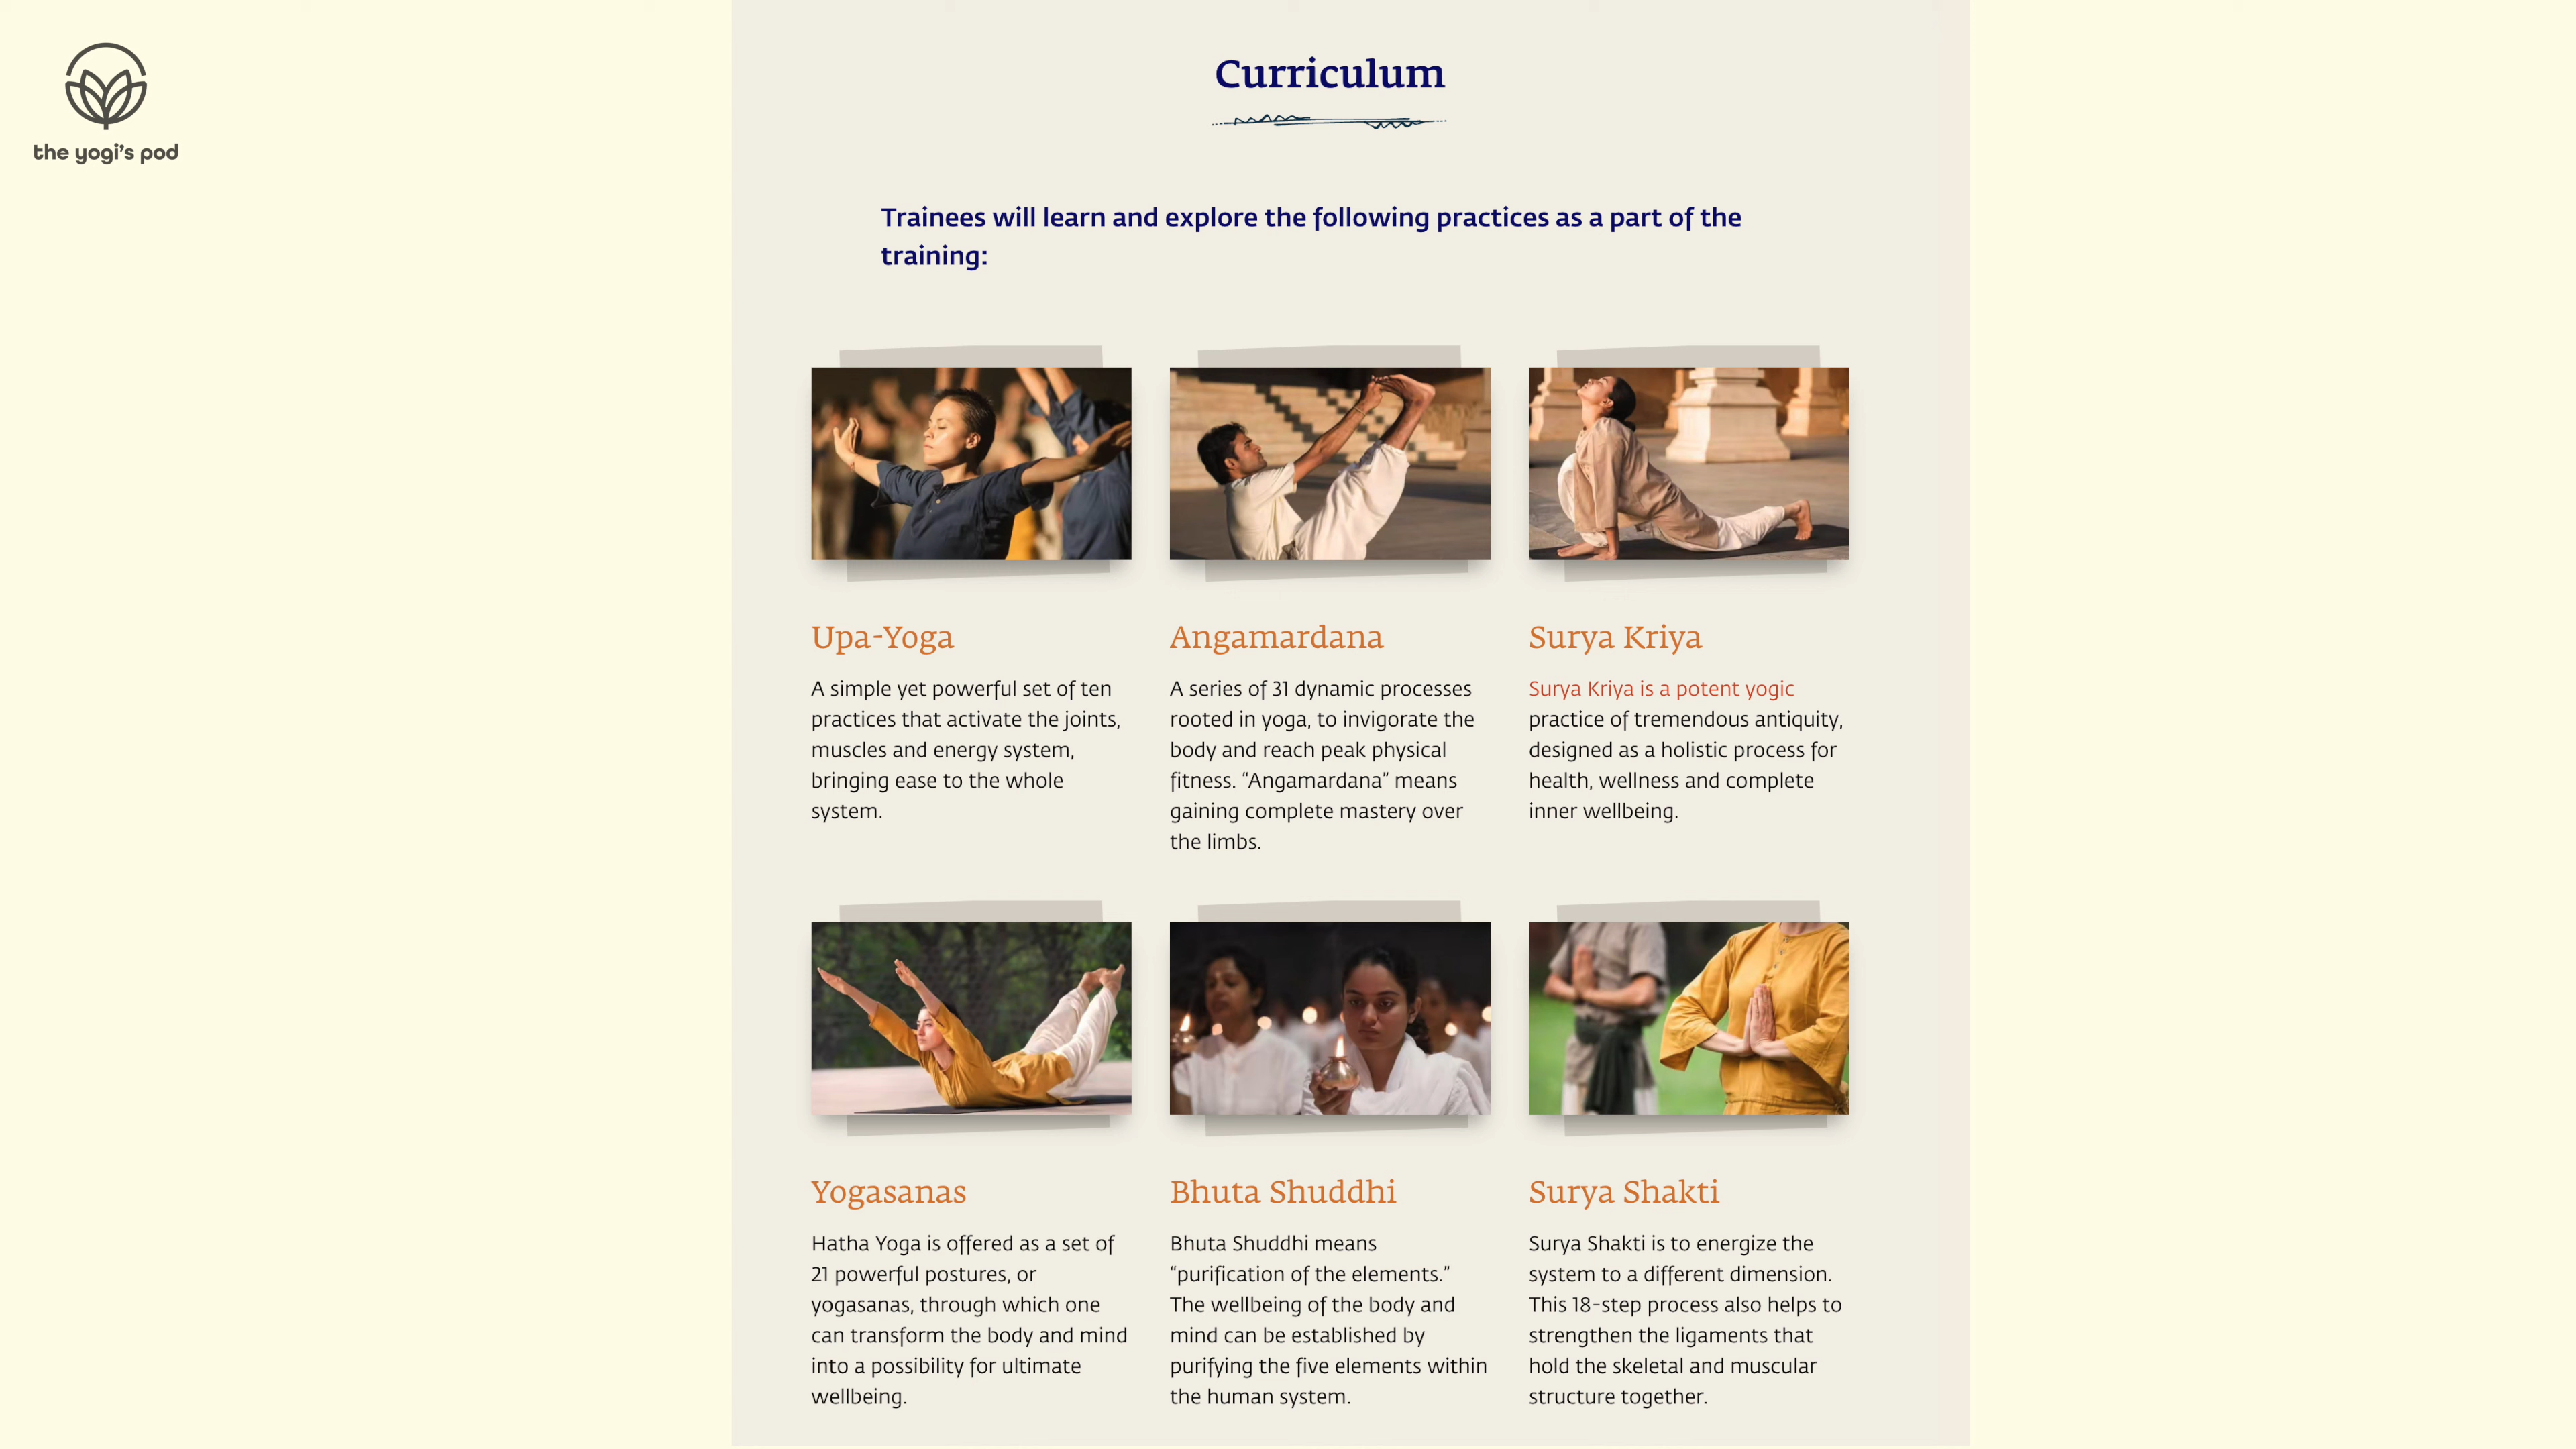 the yogi's pod
Curriculum
Trainees will learn and explore the following practices as a part of the
training:
Upa-Yoga
A simple yet powerful set of ten
practices that activate the joints,
muscles and energy system,
bringing ease to the whole
system.
Angamardana
A series of 31 dynamic processes
rooted in yoga, to invigorate the
body and reach peak physical
fitness. “Angamardana” means
gaining complete mastery over
the limbs.
Surya Kriya
Surya Kriya is a potent yogic
practice of tremendous antiquity,
designed as a holistic process for
health, wellness and complete
inner wellbeing.
Yogasanas
Hatha Yoga is offered as a set of
21 powerful postures, or
yogasanas, through which one
can transform the body and mind
into a possibility for ultimate
wellbeing.
Bhuta Shuddhi
Bhuta Shuddhi means
“purification of the elements.”
The wellbeing of the body and
mind can be established by
purifying the five elements within
the human system.
Surya Shakti
Surya Shakti is to energize the
system to a different dimension.
This 18-step process also helps to
strengthen the ligaments that
hold the skeletal and muscular
structure together.